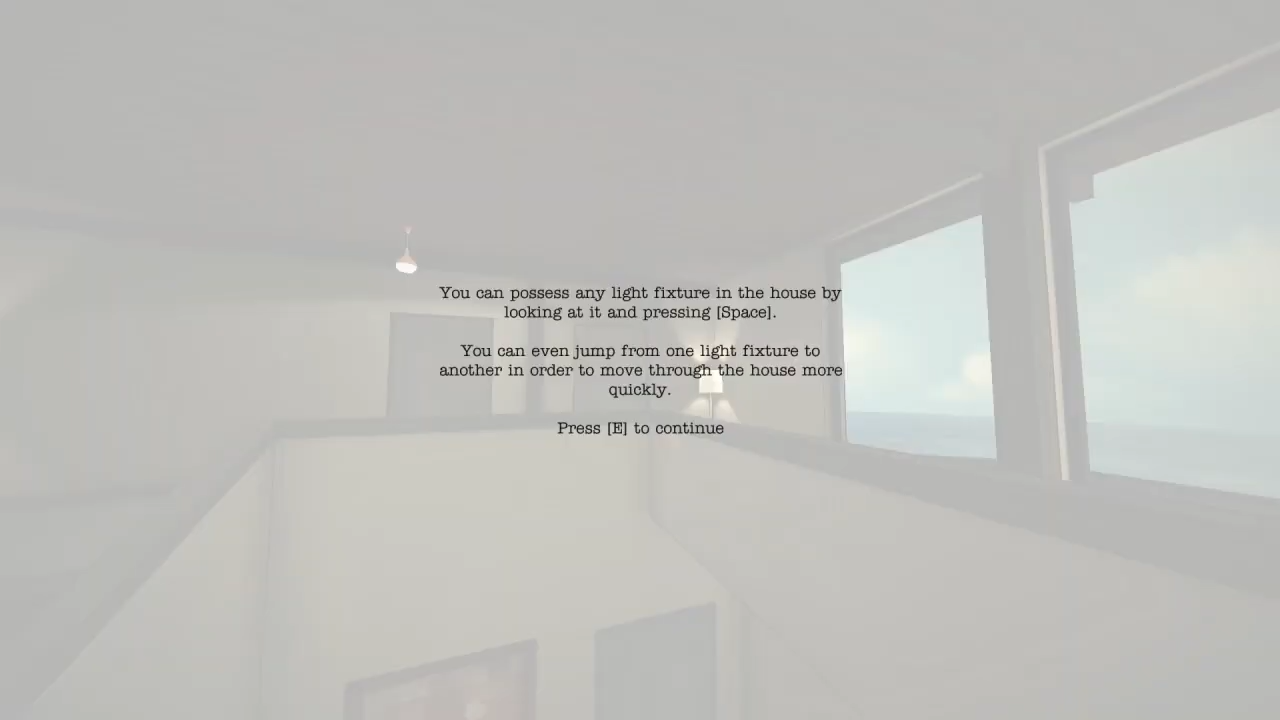 You can possess any light fixture in the house by
looking at it and pressing [Space].
You can even jump from one light fixture to
another in order to move through the house more
quickly.
Press [E] to continue